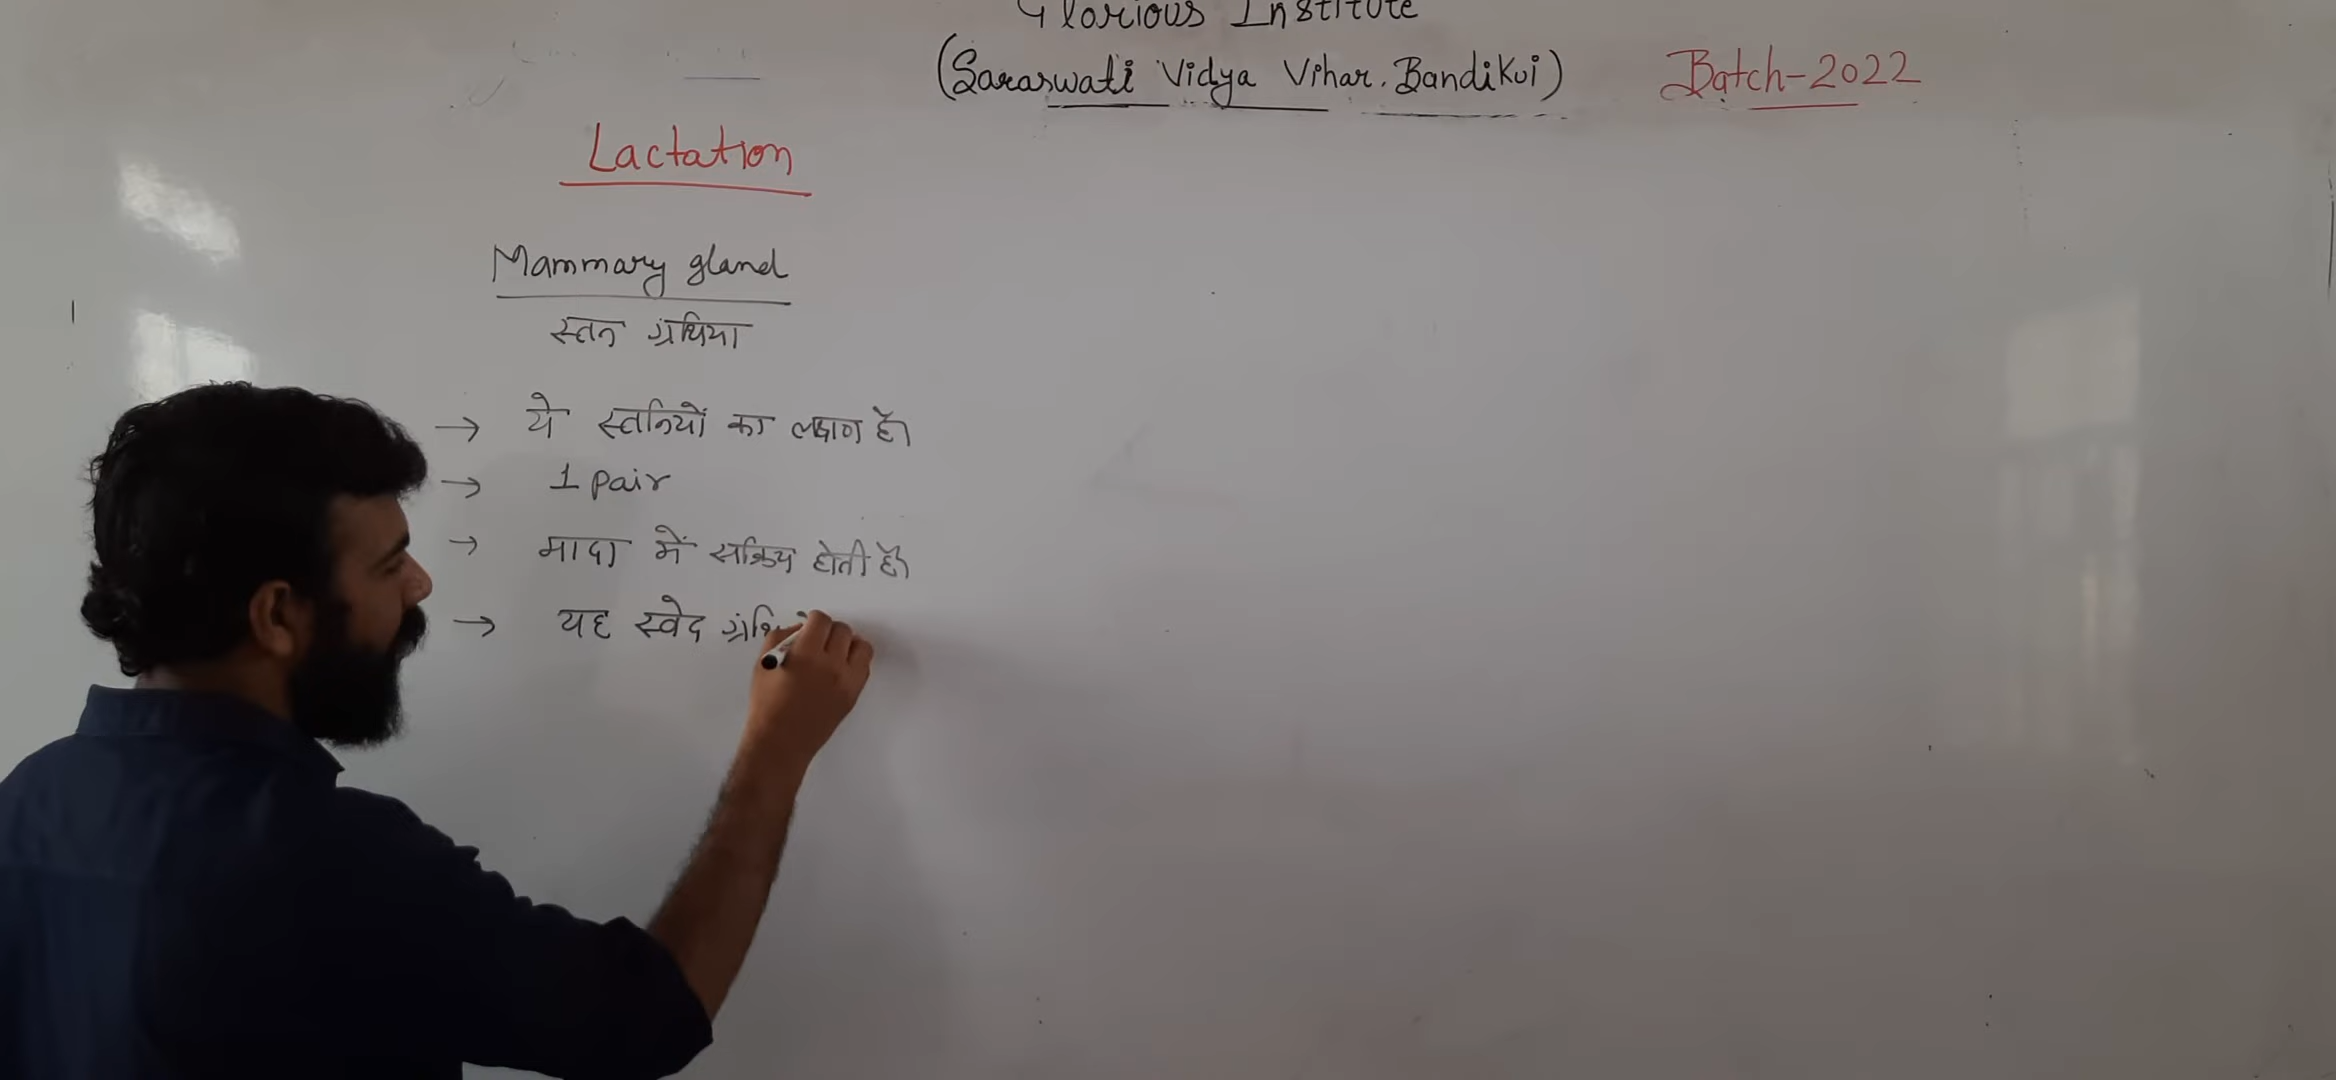 Glorious Institute
(Saraswati Vidya Vihar, Bandikui)
Batch-2022
Lactation
Mammary gland
स्तन ग्रंथिया
→ ये स्तनियों का लक्षण है।
→ 1 pair
→ मादा में सक्रिय होती है।
→ यह स्वेद